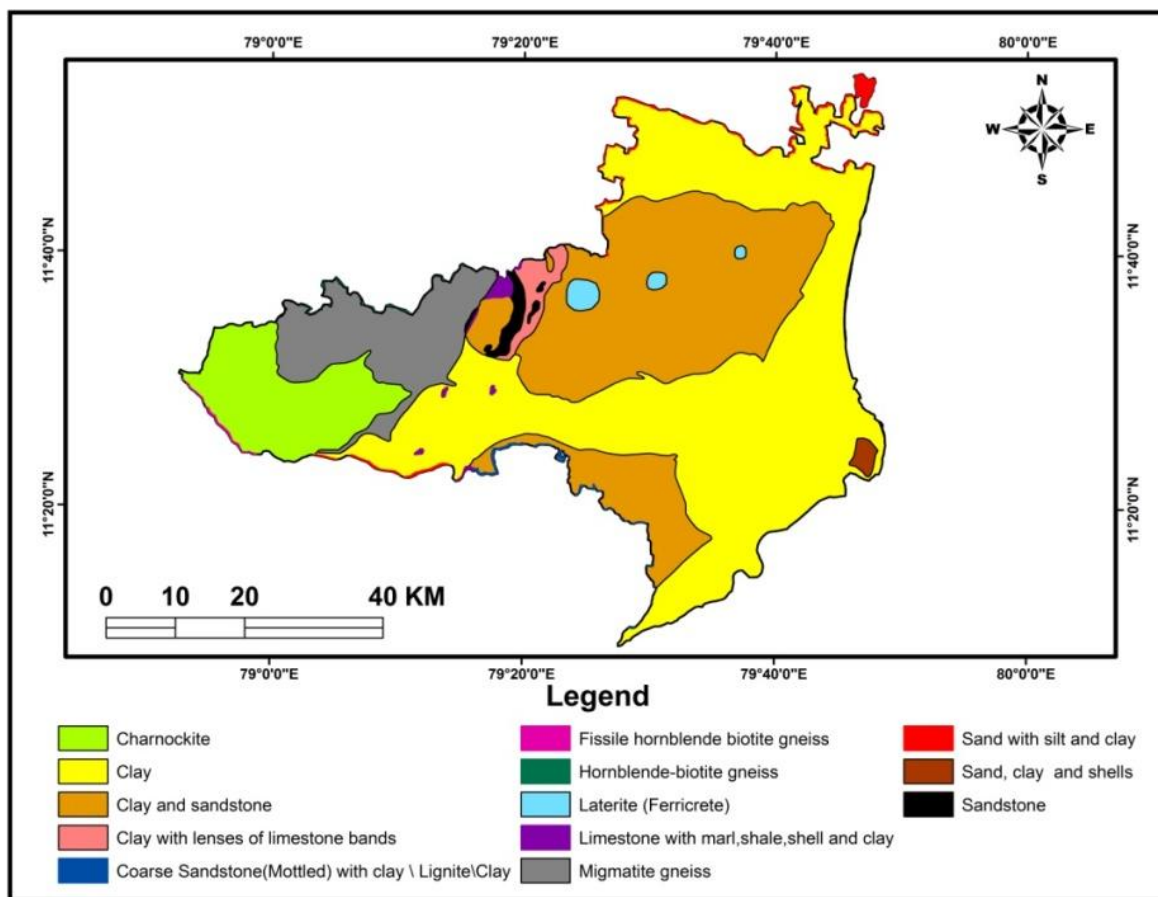 79°0'0"E 79°20'0"E 79°40'0"E 80°0'0"E
N
W E
S
11°40'0"N 11°40'0"N
11°20'0"N 11°20'0"N
0 10 20 40 KM
79°0'0"E 79°20'0"E 79°40'0"E 80°0'0"E
Legend
Charnockite
Clay
Clay and sandstone
Clay with lenses of limestone bands
Coarse Sandstone(Mottled) with clay \ Lignite\Clay
Fissile hornblende biotite gneiss
Hornblende-biotite gneiss
Laterite (Ferricrete)
Limestone with marl,shale,shell and clay
Migmatite gneiss
Sand with silt and clay
Sand, clay and shells
Sandstone